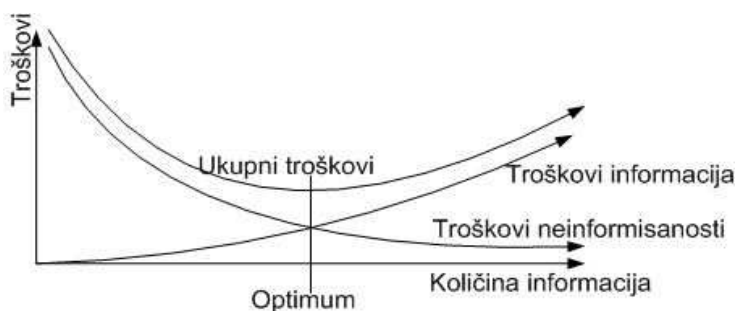 Troškovi
Ukupni troškovi
Troškovi informacija
Troškovi neinformisanosti
Količina informacija
Optimum